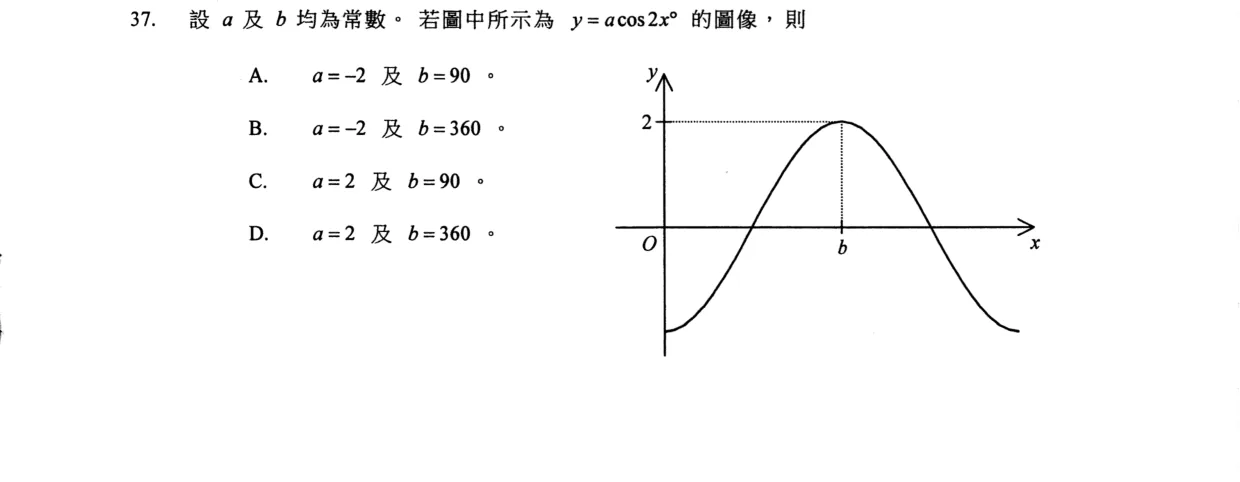 37. 設 a 及 b 均為常數。 若圖中所示為 y = a cos 2x° 的圖像，則
A. a = –2 及 b = 90 。
B. a = –2 及 b = 360 。
C. a = 2 及 b = 90 。
D. a = 2 及 b = 360 。
y
2
O
b
x